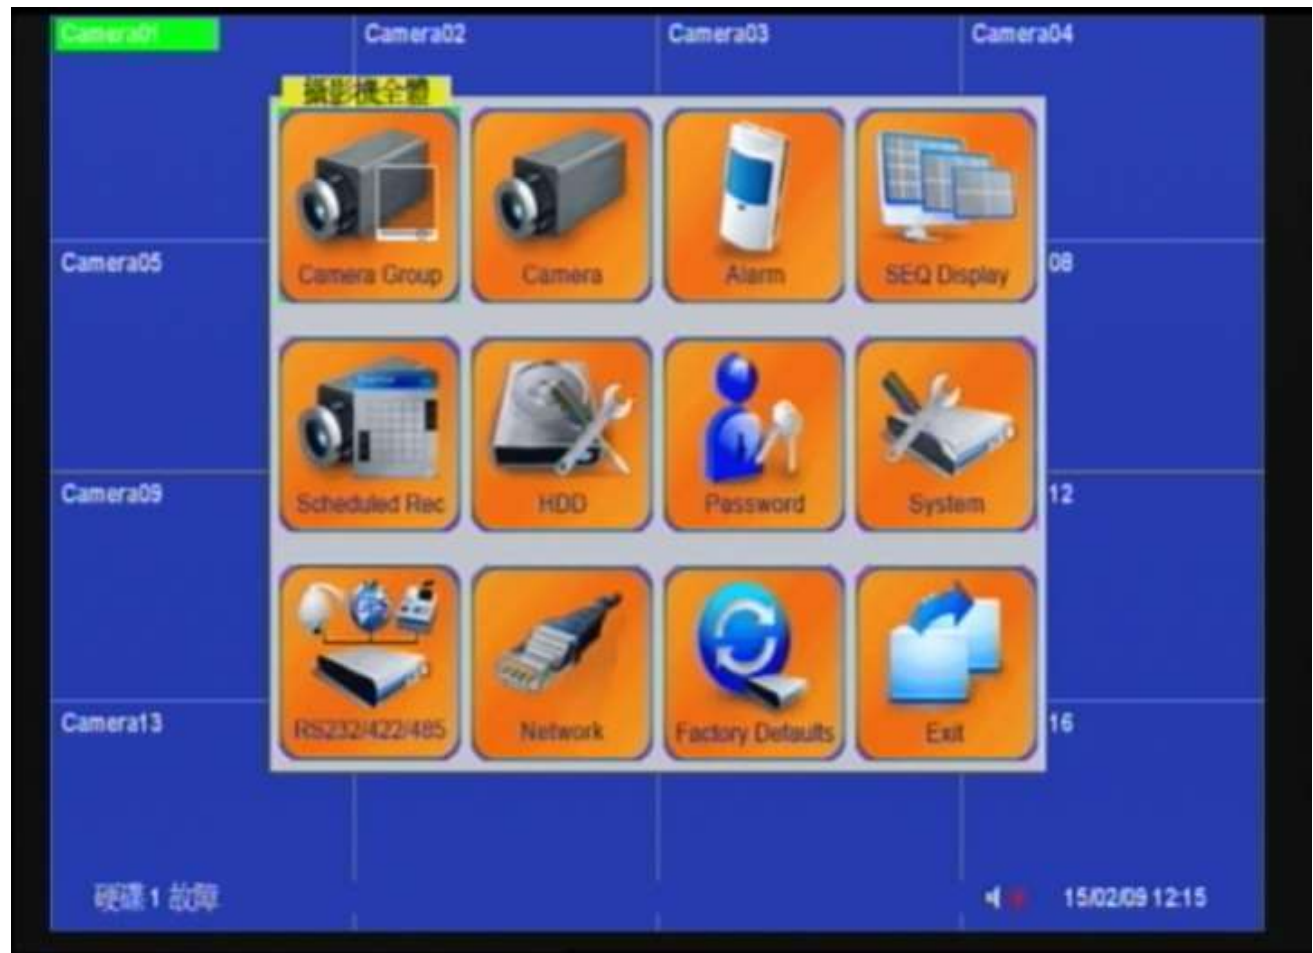 Camera01
Camera02
Camera03
Camera04
攝影機全體
Camera Group
Camera
Alarm
SEQ Display
Camera05
08
Scheduled Rec
HDD
Password
System
Camera09
12
RS232/422/485
Network
Factory Defaults
Exit
Camera13
16
硬碟1 故障
15/02/09 12:15